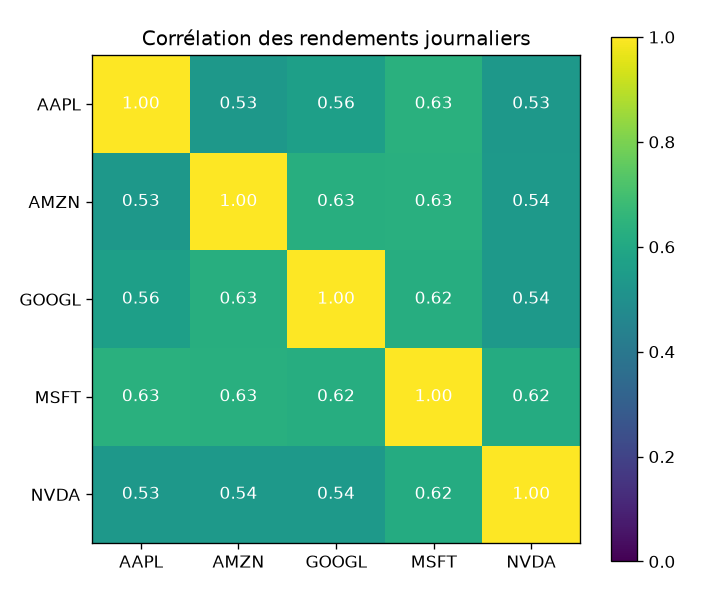 Corrélation des rendements journaliers
AAPL 1.00 0.53 0.56 0.63 0.53
AMZN 0.53 1.00 0.63 0.63 0.54
GOOGL 0.56 0.63 1.00 0.62 0.54
MSFT 0.63 0.63 0.62 1.00 0.62
NVDA 0.53 0.54 0.54 0.62 1.00
AAPL AMZN GOOGL MSFT NVDA
1.0
0.8
0.6
0.4
0.2
0.0